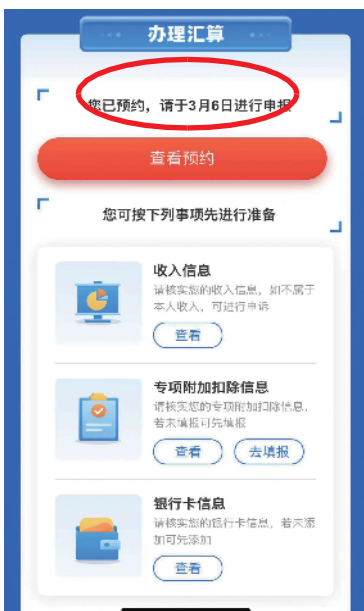 办理汇算
您已预约，请于3月6日进行申报
查看预约
您可按下列事项先进行准备
收入信息
请核实您的收入信息，如不属于
本人收入，可进行申诉
查看
专项附加扣除信息
请核实您的专项附加扣除信息，
若未填报可先填报
查看 去填报
银行卡信息
请核实您的银行卡信息，若未添
加可先添加
查看